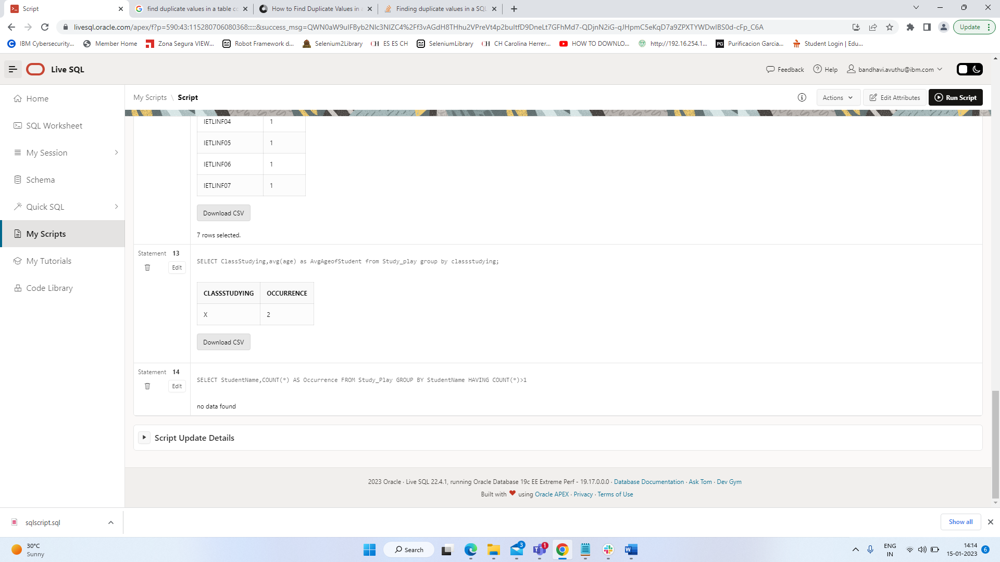 Script
find duplicate values in a table co
How to Find Duplicate Values in a
Finding duplicate values in a SQL
livesql.oracle.com/apex/f?p=590:43:115280706080368:::::&success_msg=QWN0aW9uIFByb2Nlc3NlZC4%2Ff3vAGdH8THhu2VPreVt4p2buItfD9DneLt7GFhMd7-QDjnN2iG-qJHpmC5eKqD7a9ZPXTYWDwIBS0d-cFp_C6A
Update
IBM Cybersecurity...
Member Home
Zona Segura VIEW...
Robot Framework d...
Selenium2Library
CH ES ES CH
SeleniumLibrary
CH CH Carolina Herrer...
HOW TO DOWNLO...
http://192.16.254.1...
PG Purificacion Garcia...
Student Login | Edu...
Live SQL
Feedback
Help
bandhavi.avuthu@ibm.com
Home
SQL Worksheet
My Session
Schema
Quick SQL
My Scripts
My Tutorials
Code Library
My Scripts \ Script
Actions
Edit Attributes
Run Script
IETLINF04 1
IETLINF05 1
IETLINF06 1
IETLINF07 1
Download CSV
7 rows selected.
Statement 13
Edit
SELECT ClassStudying,avg(age) as AvgAgeofStudent from Study_play group by classstudying;
CLASSSTUDYING OCCURRENCE
X 2
Download CSV
Statement 14
Edit
SELECT StudentName,COUNT(*) AS Occurrence FROM Study_Play GROUP BY StudentName HAVING COUNT(*)>1
no data found
Script Update Details
2023 Oracle · Live SQL 22.4.1, running Oracle Database 19c EE Extreme Perf - 19.17.0.0.0 · Database Documentation · Ask Tom · Dev Gym
Built with ❤ using Oracle APEX · Privacy · Terms of Use
sqlscript.sql
Show all
30°C
Sunny
Search
3
1
ENG
IN
14:14
15-01-2023
6